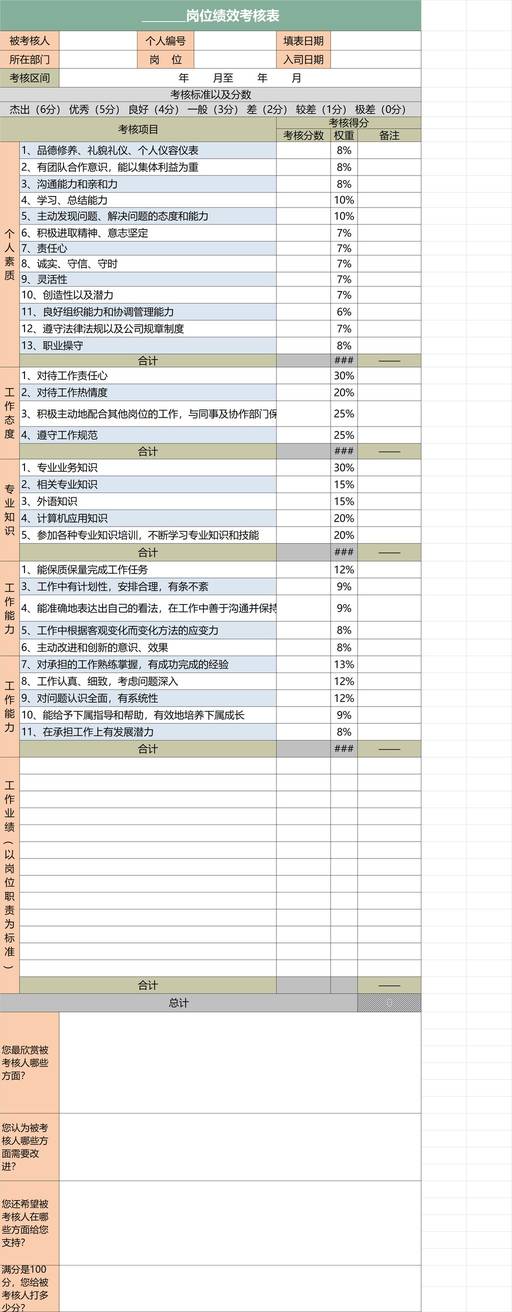 ______岗位绩效考核表
被考核人 个人编号 填表日期
所在部门 岗 位 入司日期
考核区间 年 月至 年 月
考核标准以及分数
杰出（6分） 优秀（5分） 良好（4分） 一般（3分） 差（2分） 较差（1分） 极差（0分）
考核项目 考核得分
考核分数 权重 备注
个人素质
1、品德修养、礼貌礼仪、个人仪容仪表 8%
2、有团队合作意识，能以集体利益为重 8%
3、沟通能力和亲和力 8%
4、学习、总结能力 10%
5、主动发现问题、解决问题的态度和能力 10%
6、积极进取精神、意志坚定 7%
7、责任心 7%
8、诚实、守信、守时 7%
9、灵活性 7%
10、创造性以及潜力 7%
11、良好组织能力和协调管理能力 6%
12、遵守法律法规以及公司规章制度 7%
13、职业操守 8%
合计 ### ——
工作态度
1、对待工作责任心 30%
2、对待工作热情度 20%
3、积极主动地配合其他岗位的工作，与同事及协作部门保 25%
4、遵守工作规范 25%
合计 ### ——
专业知识
1、专业业务知识 30%
2、相关专业知识 15%
3、外语知识 15%
4、计算机应用知识 20%
5、参加各种专业知识培训，不断学习专业知识和技能 20%
合计 ### ——
工作能力
1、能保质保量完成工作任务 12%
3、工作中有计划性，安排合理，有条不紊 9%
4、能准确地表达出自己的看法，在工作中善于沟通并保持 9%
5、工作中根据客观变化而变化方法的应变力 8%
6、主动改进和创新的意识、效果 8%
工作能力
7、对承担的工作熟练掌握，有成功完成的经验 13%
8、工作认真、细致，考虑问题深入 12%
9、对问题认识全面，有系统性 12%
10、能给予下属指导和帮助，有效地培养下属成长 9%
11、在承担工作上有发展潜力 8%
合计 ### ——
工作业绩（以岗位职责为标准）
合计 ——
总计 0
您最欣赏被
考核人哪些
方面？
您认为被考
核人哪些方
面需要改
进？
您还希望被
考核人在哪
些方面给您
支持？
满分是100
分，您给被
考核人打多
少分？